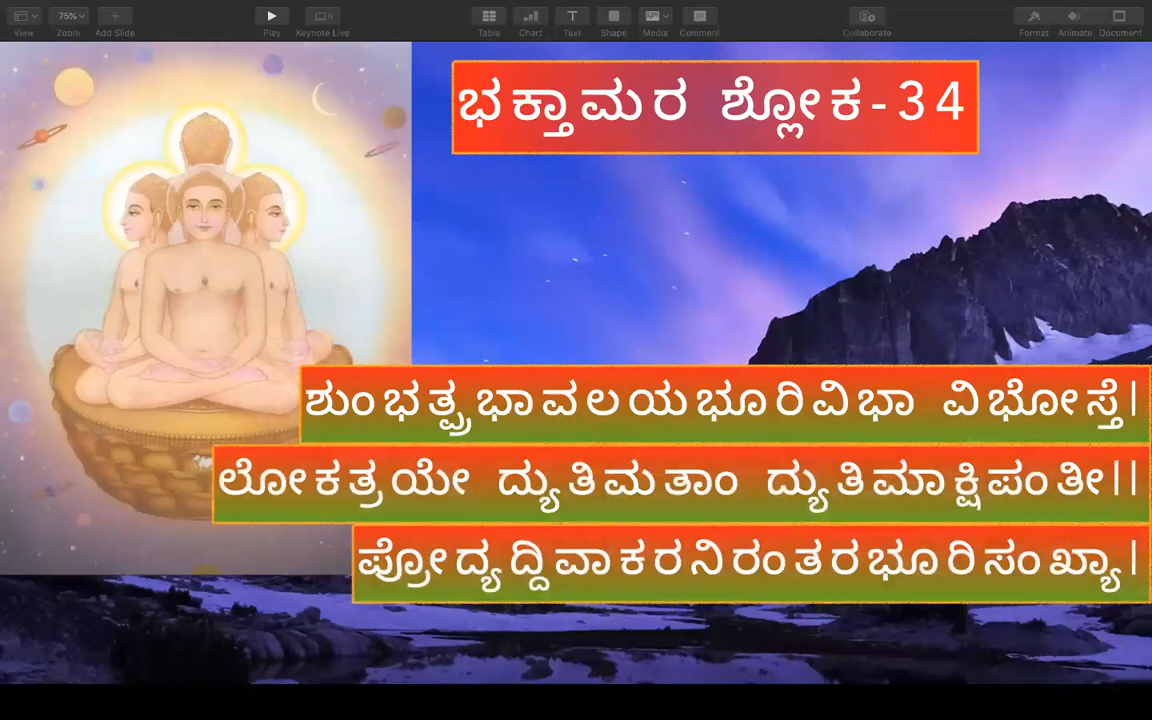 View
75%
Zoom
Add Slide
Play
Keynote Live
Table
Chart
Text
Shape
Media
Comment
Collaborate
Format
Animate
Document
ಭಕ್ತಾಮರ ಶ್ಲೋಕ-34
ಶುಂಭತ್ಪ್ರಭಾವಲಯಭೂರಿವಿಭಾ ವಿಭೋಸ್ತೆ|
ಲೋಕತ್ರಯೇ ದ್ಯುತಿಮತಾಂ ದ್ಯುತಿಮಾಕ್ಷಿಪಂತೀ||
ಪ್ರೋದ್ಯದ್ದಿವಾಕರನಿರಂತರಭೂರಿಸಂಖ್ಯಾ|